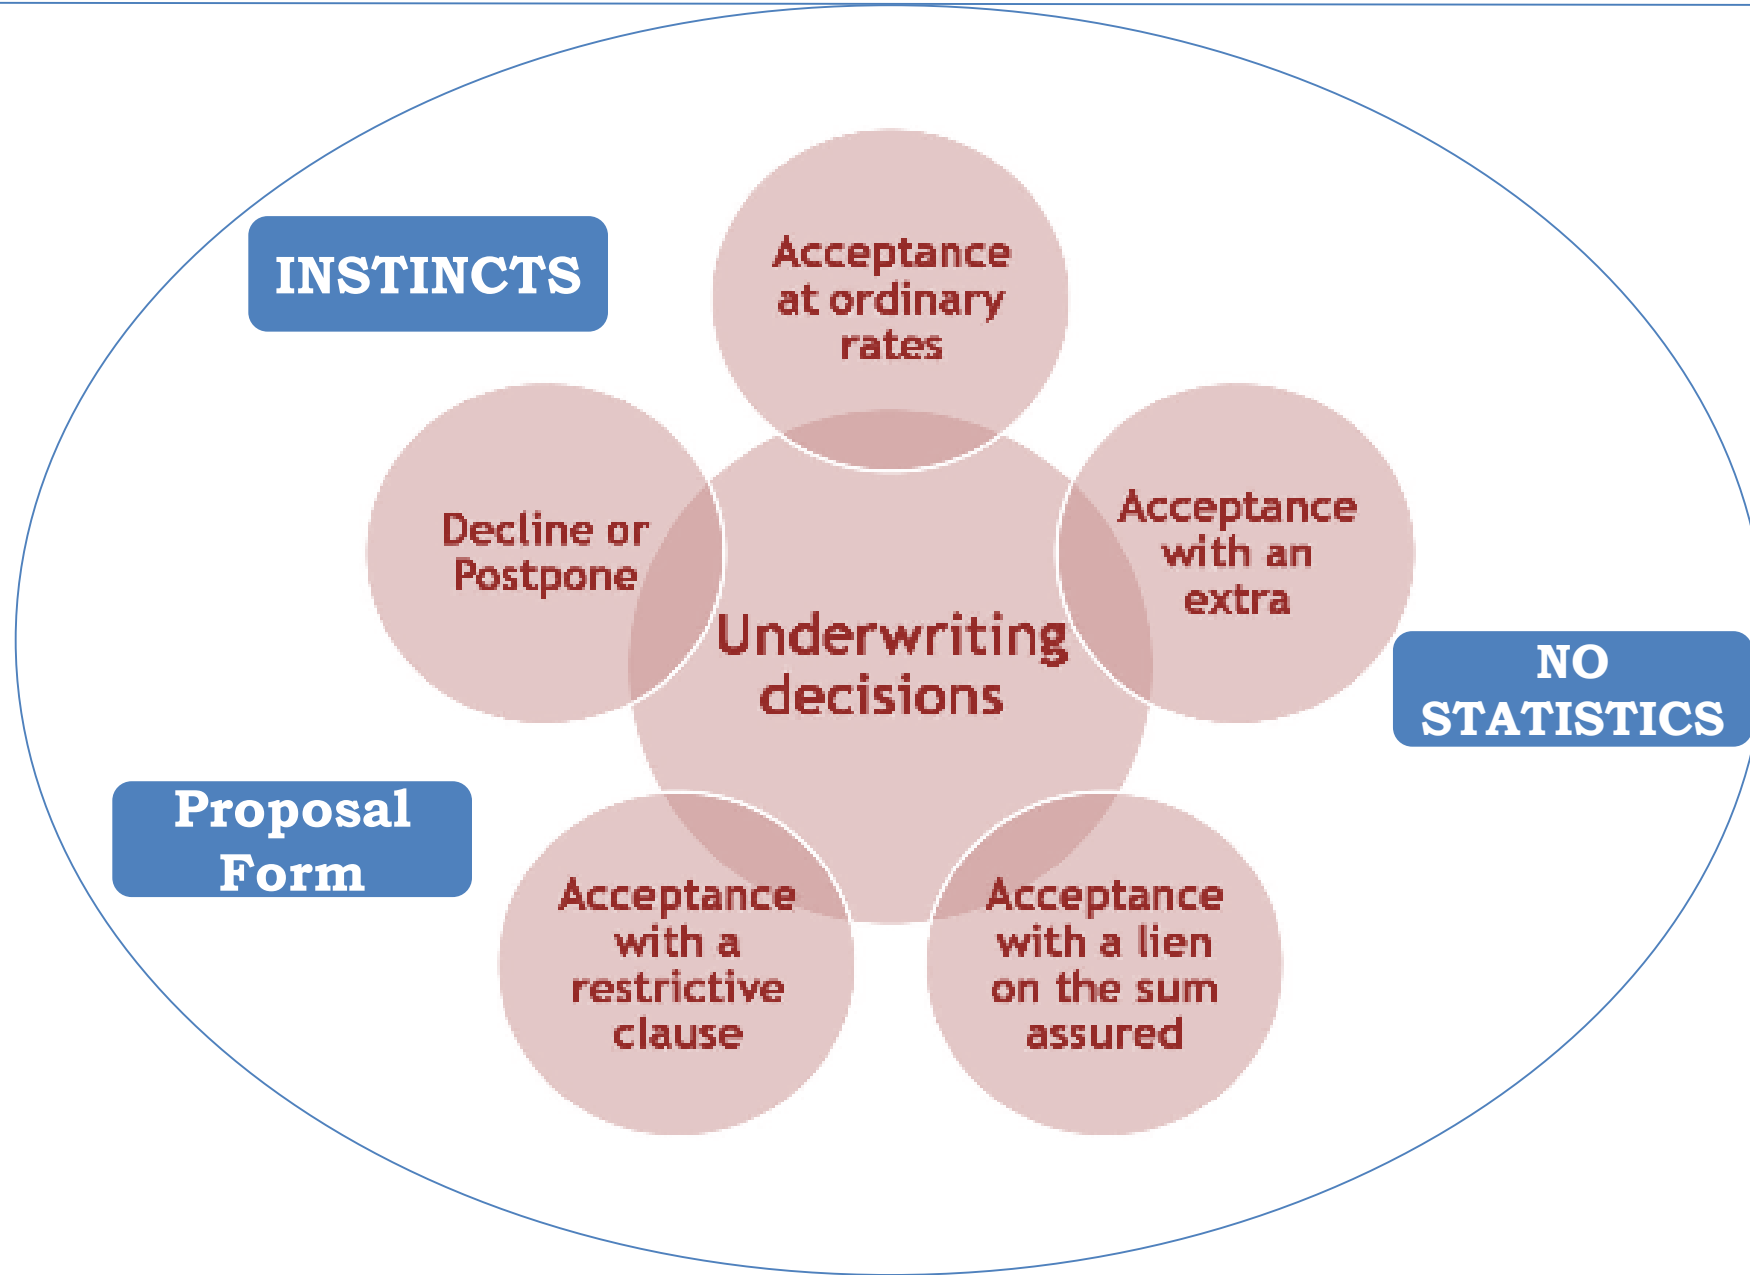 INSTINCTS
Acceptance
at ordinary
rates
Decline or
Postpone
Acceptance
with an
extra
Underwriting
decisions
NO
STATISTICS
Proposal
Form
Acceptance
with a
restrictive
clause
Acceptance
with a lien
on the sum
assured